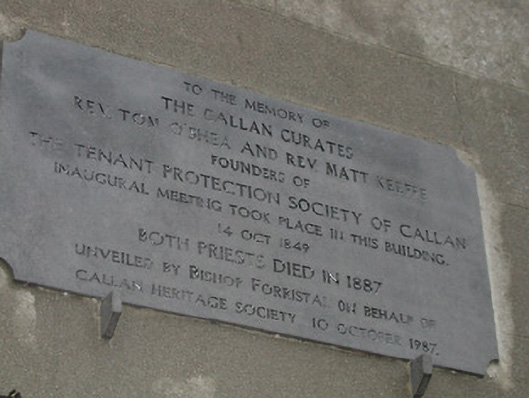 TO THE MEMORY OF
THE CALLAN CURATES
REV. TOM O'SHEA AND REV. MATT KEEFFE
FOUNDERS OF
THE TENANT PROTECTION SOCIETY OF CALLAN
INAUGURAL MEETING TOOK PLACE IN THIS BUILDING.
14 OCT 1849
BOTH PRIESTS DIED IN 1887
UNVEILED BY BISHOP FORRISTAL ON BEHALF OF
CALLAN HERITAGE SOCIETY 10 OCTOBER 1987.